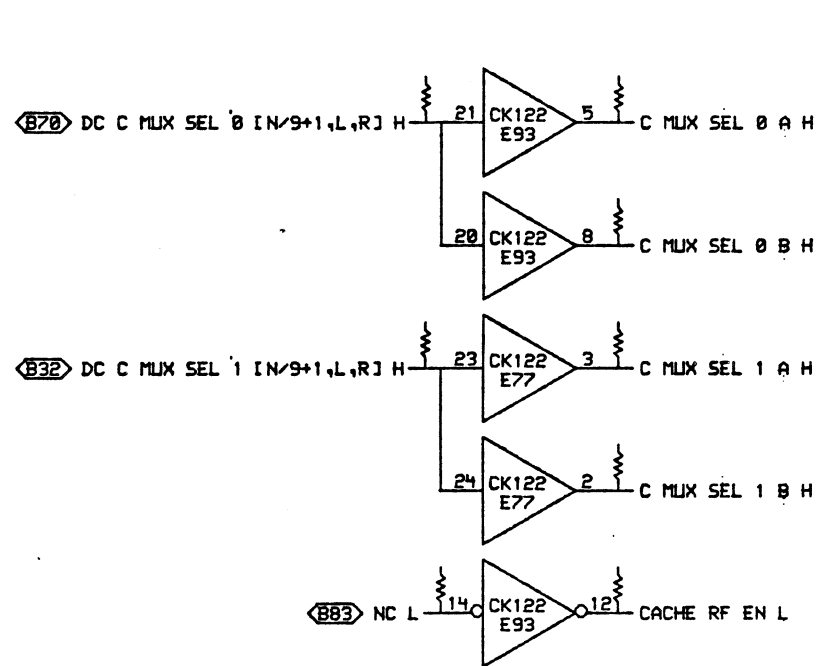 B70 DC C MUX SEL 0 [N/9+1,L,R] H 21 CK122 E93 5 C MUX SEL 0 A H
20 CK122 E93 8 C MUX SEL 0 B H
B32 DC C MUX SEL 1 [N/9+1,L,R] H 23 CK122 E77 3 C MUX SEL 1 A H
24 CK122 E77 2 C MUX SEL 1 B H
B83 NC L 14 CK122 E93 12 CACHE RF EN L